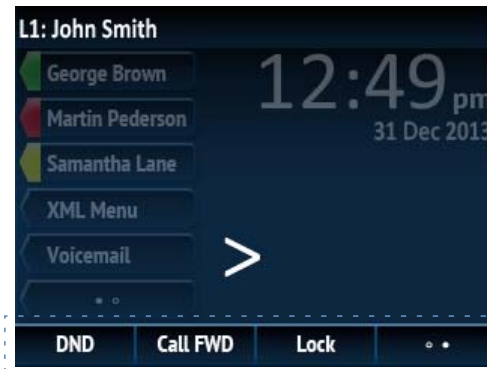 L1: John Smith
George Brown
12:49 pm
Martin Pederson
31 Dec 2013
Samantha Lane
XML Menu
Voicemail
>
DND Call FWD Lock